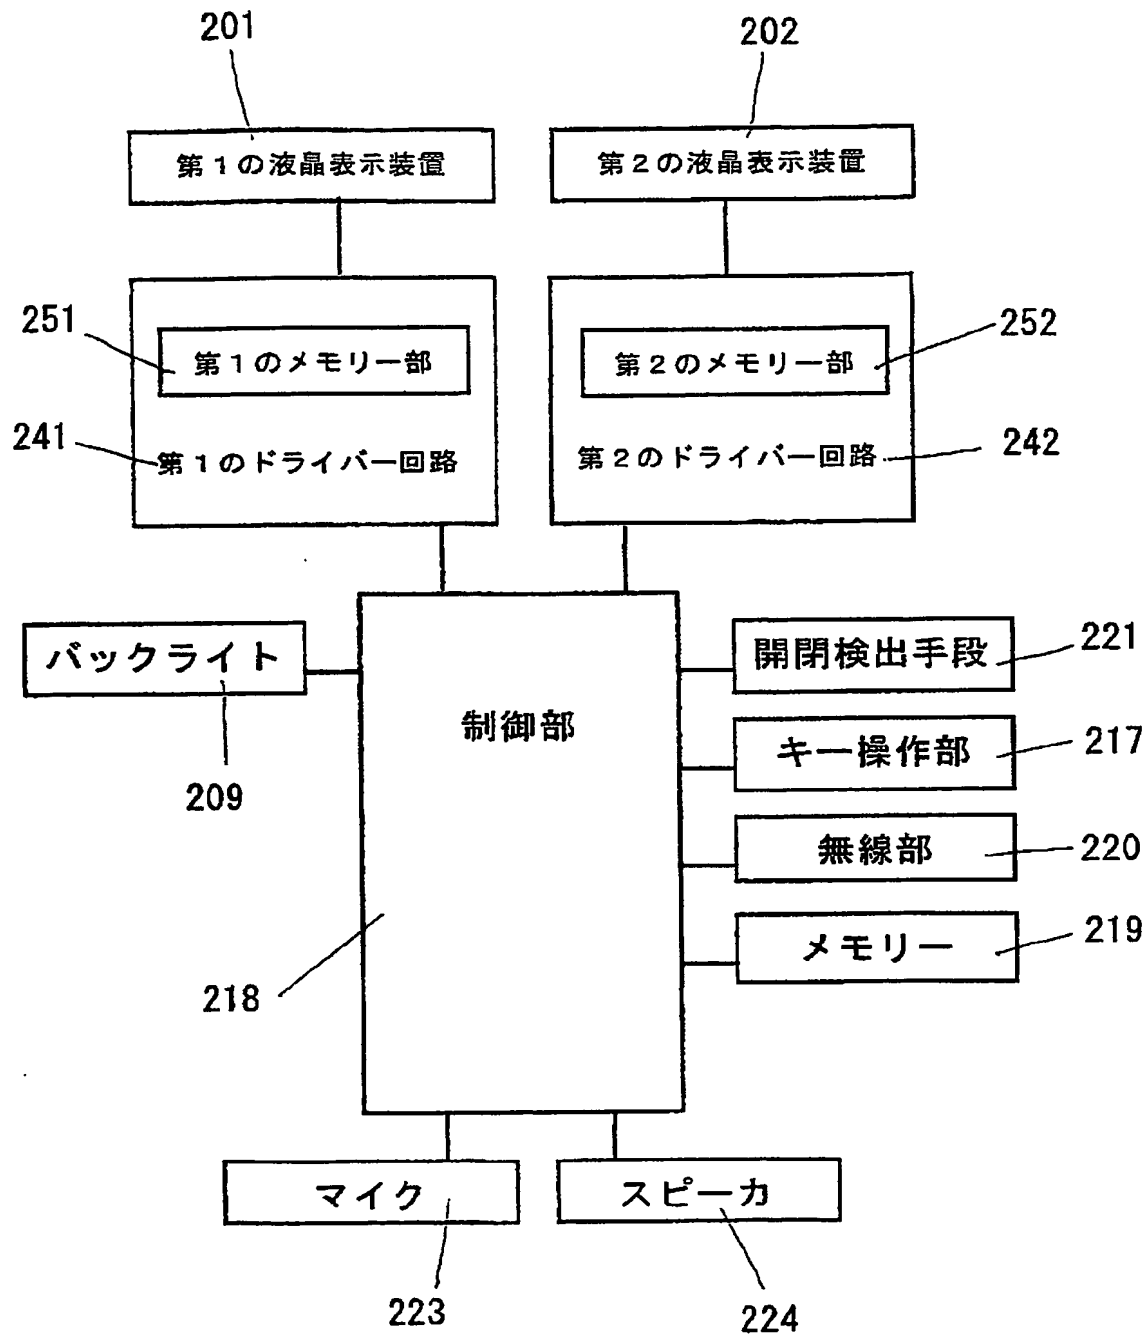 201
202
第1の液晶表示装置
第2の液晶表示装置
251
第1のメモリー部
第2のメモリー部
252
241
第1のドライバー回路
第2のドライバー回路
242
バックライト
209
制御部
218
開閉検出手段
221
キー操作部
217
無線部
220
メモリー
219
マイク
223
スピーカ
224